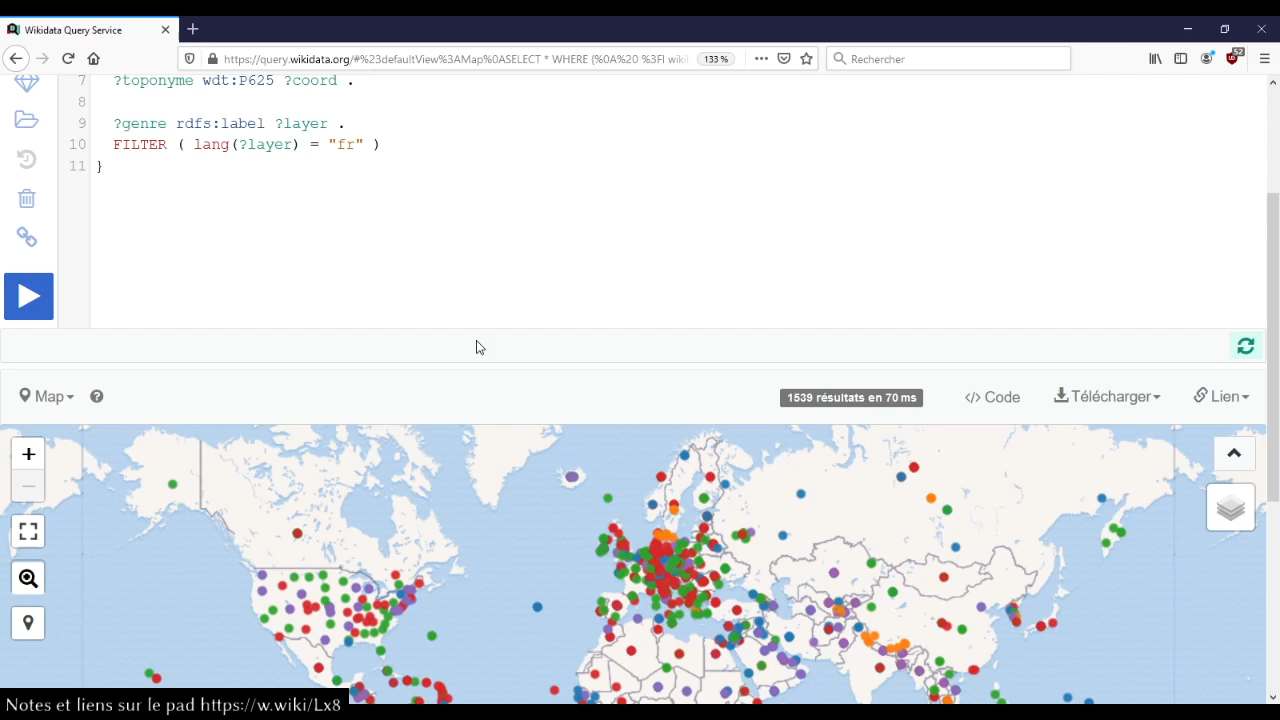 Wikidata Query Service
https://query.wikidata.org/#%23defaultView%3AMap%0ASELECT * WHERE {%0A%20 %3Fl wiki
133 %
Rechercher
52
7 ?toponyme wdt:P625 ?coord .
8
9 ?genre rdfs:label ?layer .
10 FILTER ( lang(?layer) = "fr" )
11 }
Map
1539 résultats en 70 ms
</> Code
Télécharger
Lien
+
−
Notes et liens sur le pad https://w.wiki/Lx8